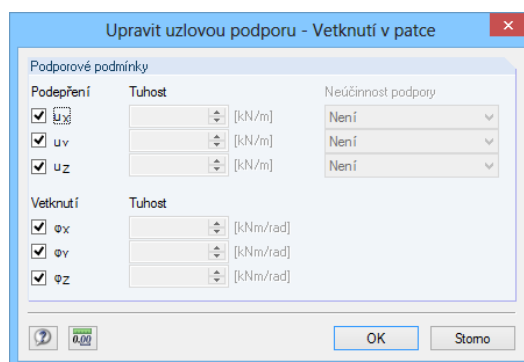 Upravit uzlovou podporu - Vetknutí v patce
Podporové podmínky
Podepření Tuhost Neúčinnost podpory
uX [kN/m] Není
uY [kN/m] Není
uZ [kN/m] Není
Vetknutí Tuhost
φX [kNm/rad]
φY [kNm/rad]
φZ [kNm/rad]
0.00 OK Storno